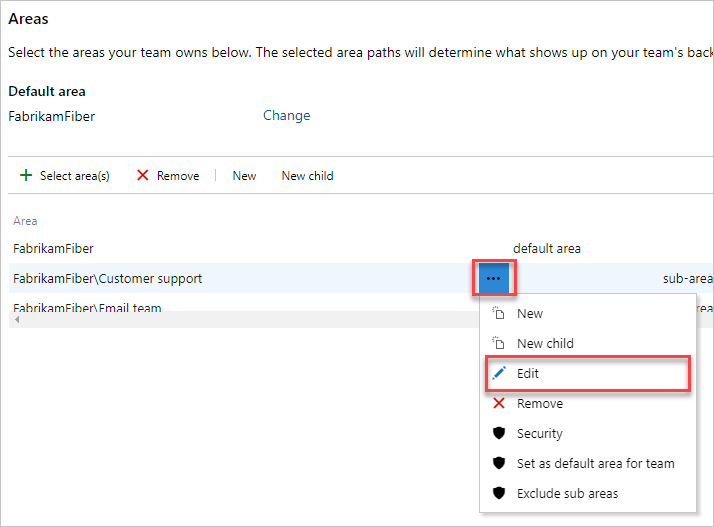 Areas
Select the areas your team owns below. The selected area paths will determine what shows up on your team's back
Default area
FabrikamFiber Change
Select area(s) Remove New New child
Area
FabrikamFiber default area
FabrikamFiber\Customer support ... sub-area
FabrikamFiber\Email team
New
New child
Edit
Remove
Security
Set as default area for team
Exclude sub areas